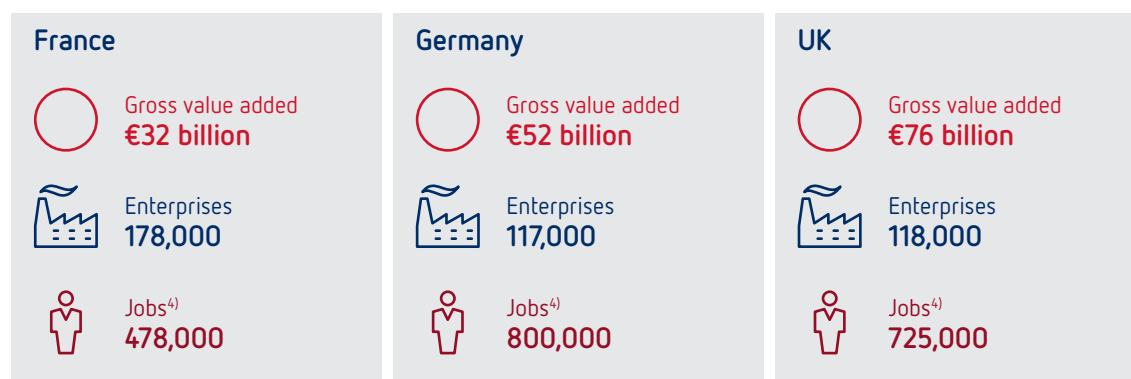 France
Gross value added
€32 billion
Enterprises
178,000
Jobs4)
478,000
Germany
Gross value added
€52 billion
Enterprises
117,000
Jobs4)
800,000
UK
Gross value added
€76 billion
Enterprises
118,000
Jobs4)
725,000